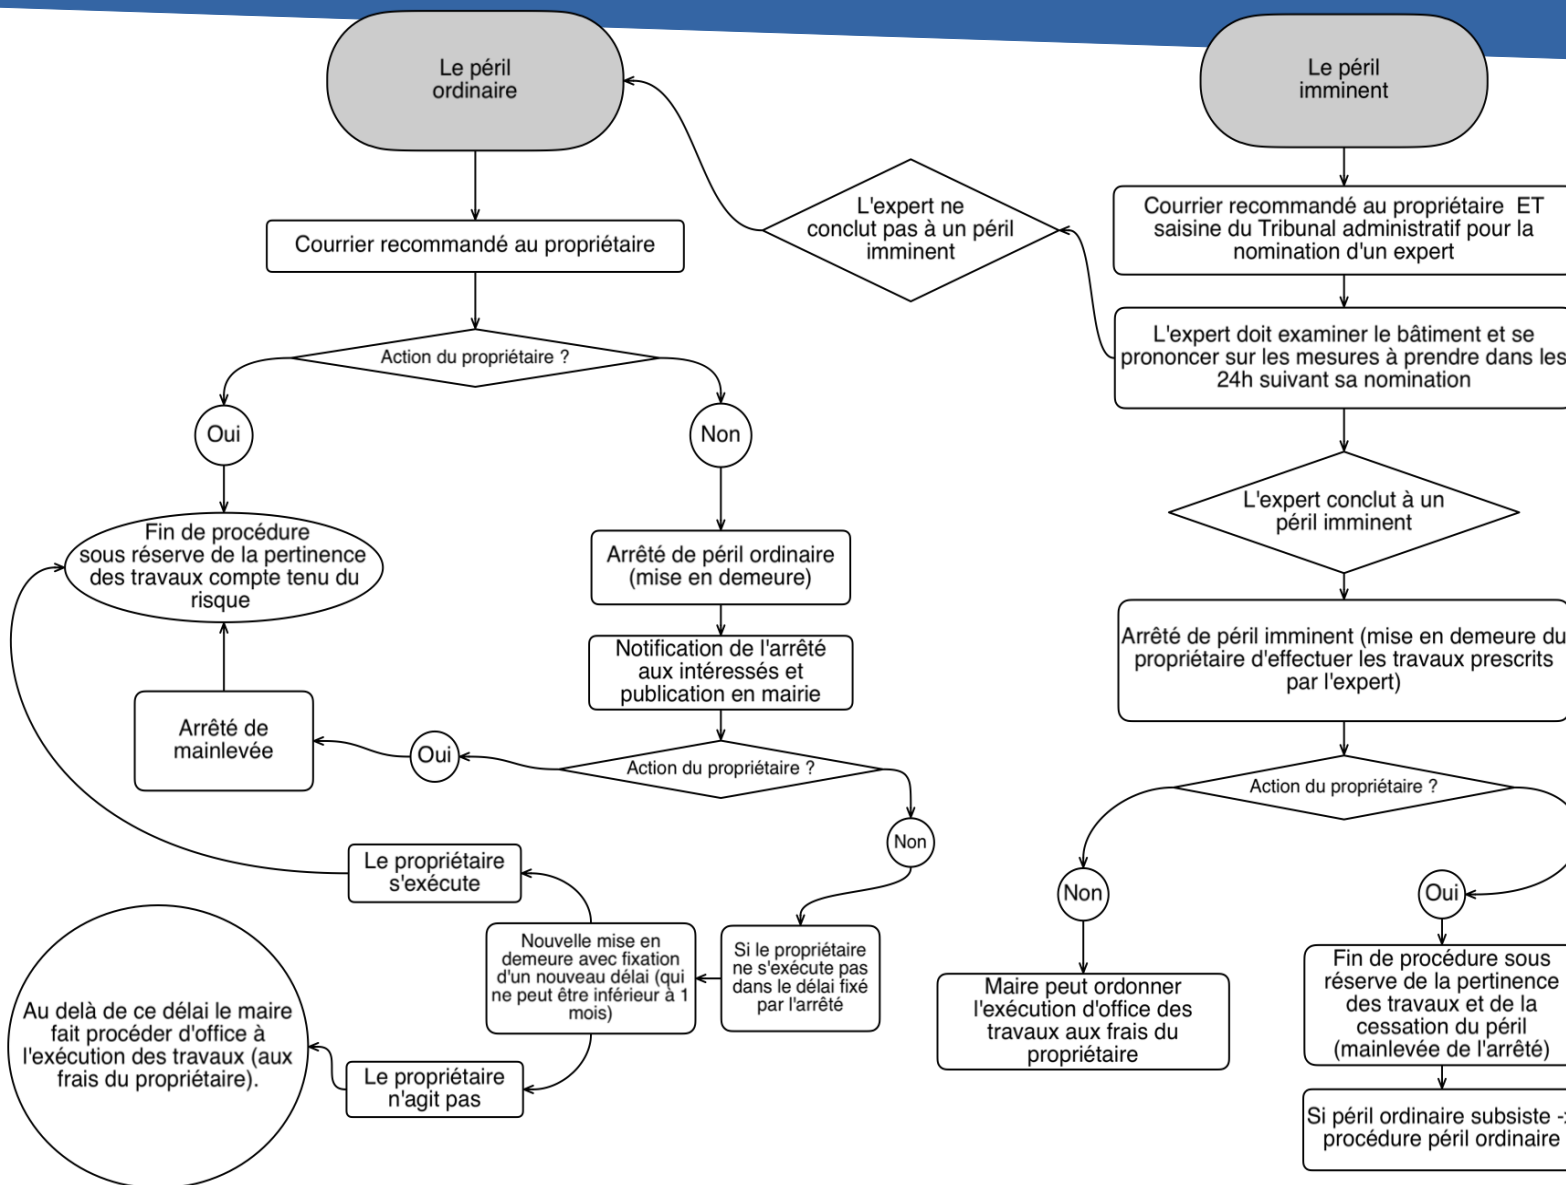 Le péril
ordinaire
Courrier recommandé au propriétaire
Action du propriétaire ?
Oui
Non
Fin de procédure
sous réserve de la pertinence
des travaux compte tenu du
risque
Arrêté de péril ordinaire
(mise en demeure)
Notification de l'arrêté
aux intéressés et
publication en mairie
Action du propriétaire ?
Oui
Arrêté de
mainlevée
Non
Si le propriétaire
ne s'exécute pas
dans le délai fixé
par l'arrêté
Nouvelle mise en
demeure avec fixation
d'un nouveau délai (qui
ne peut être inférieur à 1
mois)
Le propriétaire
s'exécute
Le propriétaire
n'agit pas
Au delà de ce délai le maire
fait procéder d'office à
l'exécution des travaux (aux
frais du propriétaire).
L'expert ne
conclut pas à un péril
imminent
Le péril
imminent
Courrier recommandé au propriétaire ET
saisine du Tribunal administratif pour la
nomination d'un expert
L'expert doit examiner le bâtiment et se
prononcer sur les mesures à prendre dans les
24h suivant sa nomination
L'expert conclut à un
péril imminent
Arrêté de péril imminent (mise en demeure du
propriétaire d'effectuer les travaux prescrits
par l'expert)
Action du propriétaire ?
Non
Maire peut ordonner
l'exécution d'office des
travaux aux frais du
propriétaire
Oui
Fin de procédure sous
réserve de la pertinence
des travaux et de la
cessation du péril
(mainlevée de l'arrêté)
Si péril ordinaire subsiste ->
procédure péril ordinaire